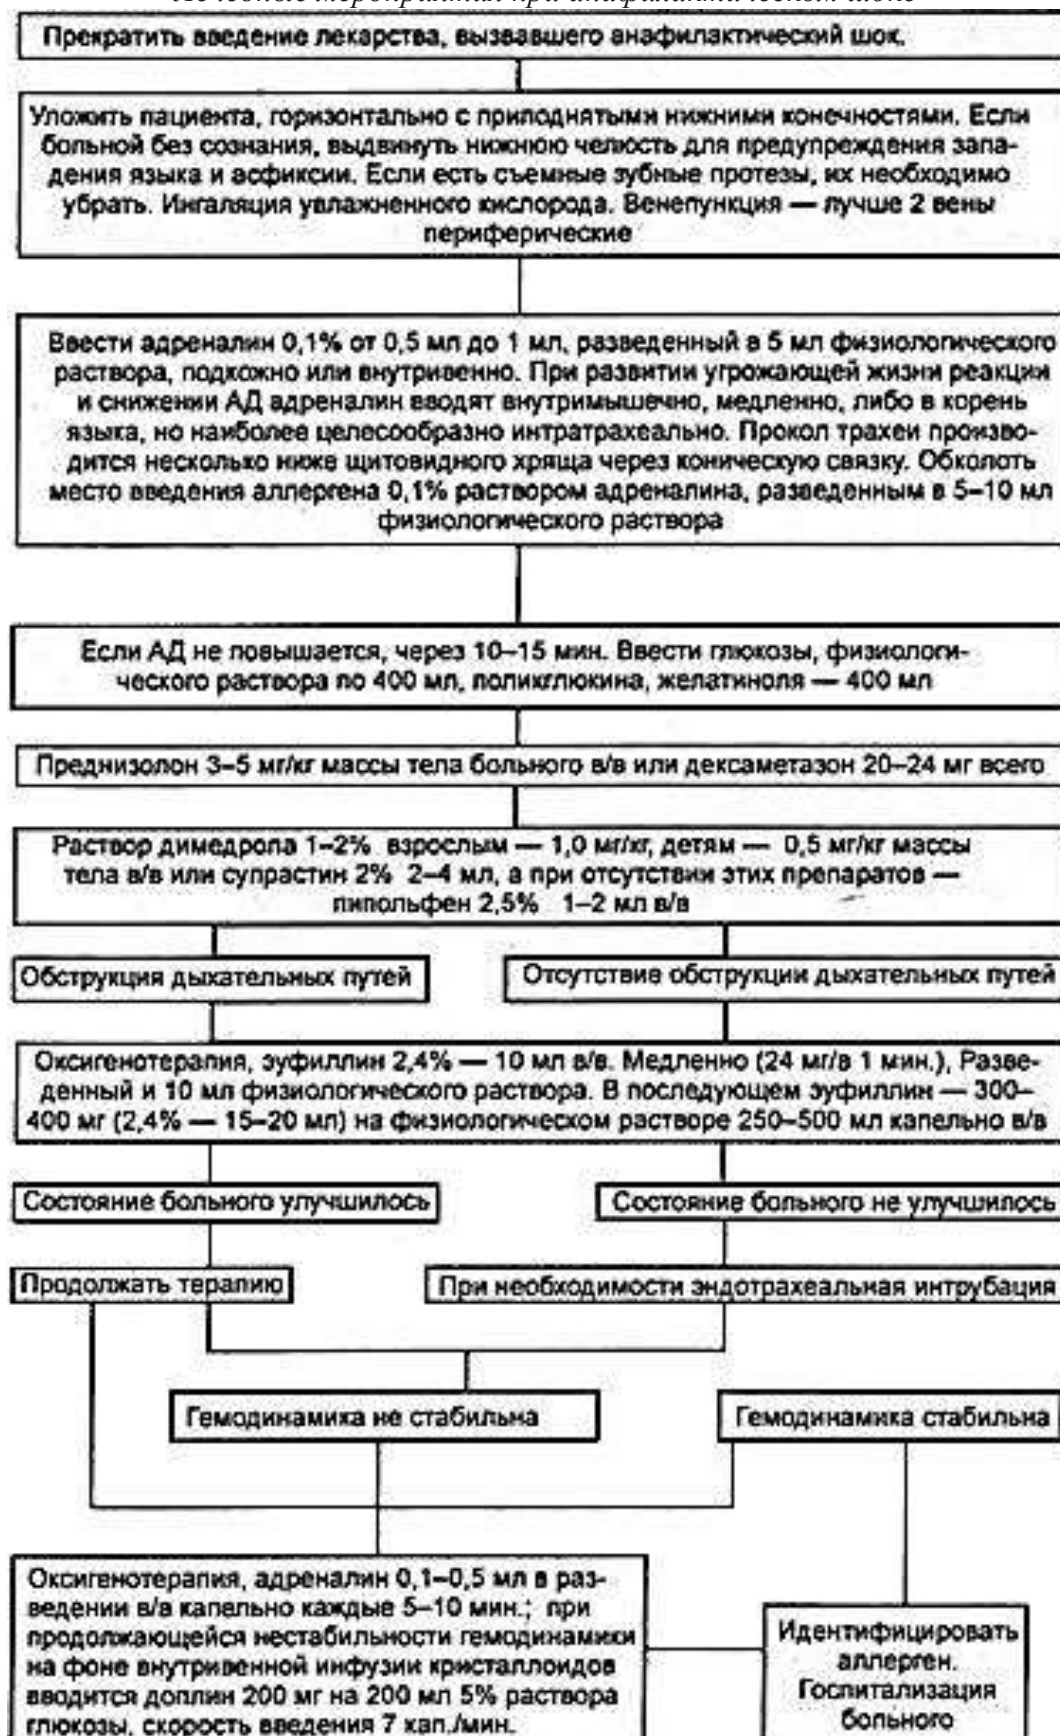 Лечебные мероприятия при анафилактическом шоке
Прекратить введение лекарства, вызвавшего анафилактический шок.
Уложить пациента, горизонтально с приподнятыми нижними конечностями. Если
больной без сознания, выдвинуть нижнюю челюсть для предупреждения запа-
дения языка и асфиксии. Если есть съемные зубные протезы, их необходимо
убрать. Ингаляция увлажненного кислорода. Венепункция — лучше 2 вены
периферические
Ввести адреналин 0,1% от 0,5 мл до 1 мл, разведенный в 5 мл физиологического
раствора, подкожно или внутривенно. При развитии угрожающей жизни реакции
и снижении АД адреналин вводят внутримышечно, медленно, либо в корень
языка, но наиболее целесообразно интратрахеально. Прокол трахеи произво-
дится несколько ниже щитовидного хряща через коническую связку. Обколоть
место введения аллергена 0,1% раствором адреналина, разведенным в 5–10 мл
физиологического раствора
Если АД не повышается, через 10–15 мин. Ввести глюкозы, физиологи-
ческого раствора по 400 мл, полихглюкина, желатиноля — 400 мл
Преднизолон 3–5 мг/кг массы тела больного в/в или дексаметазон 20–24 мг всего
Раствор димедрола 1–2% взрослым — 1,0 мг/кг, детям — 0,5 мг/кг массы
тела в/в или супрастин 2% 2–4 мл, а при отсутствии этих препаратов —
пипольфен 2,5% 1–2 мл в/в
Обструкция дыхательных путей
Отсутствие обструкции дыхательных путей
Оксигенотерапия, эуфиллин 2,4% — 10 мл в/в. Медленно (24 мг/в 1 мин.), Разве-
денный и 10 мл физиологического раствора. В последующем эуфиллин — 300–
400 мг (2,4% — 15–20 мл) на физиологическом растворе 250–500 мл капельно в/в
Состояние больного улучшилось
Состояние больного не улучшилось
Продолжать терапию
При необходимости эндотрахеальная интрубация
Гемодинамика не стабильна
Гемодинамика стабильна
Оксигенотерапия, адреналин 0,1–0,5 мл в раз-
ведении в/в капельно каждые 5–10 мин.; при
продолжающейся нестабильности гемодинамики
на фоне внутривенной инфузии кристаллоидов
вводится доплин 200 мг на 200 мл 5% раствора
глюкозы, скорость введения 7 кап./мин.
Идентифицировать
аллерген.
Госпитализация
больного